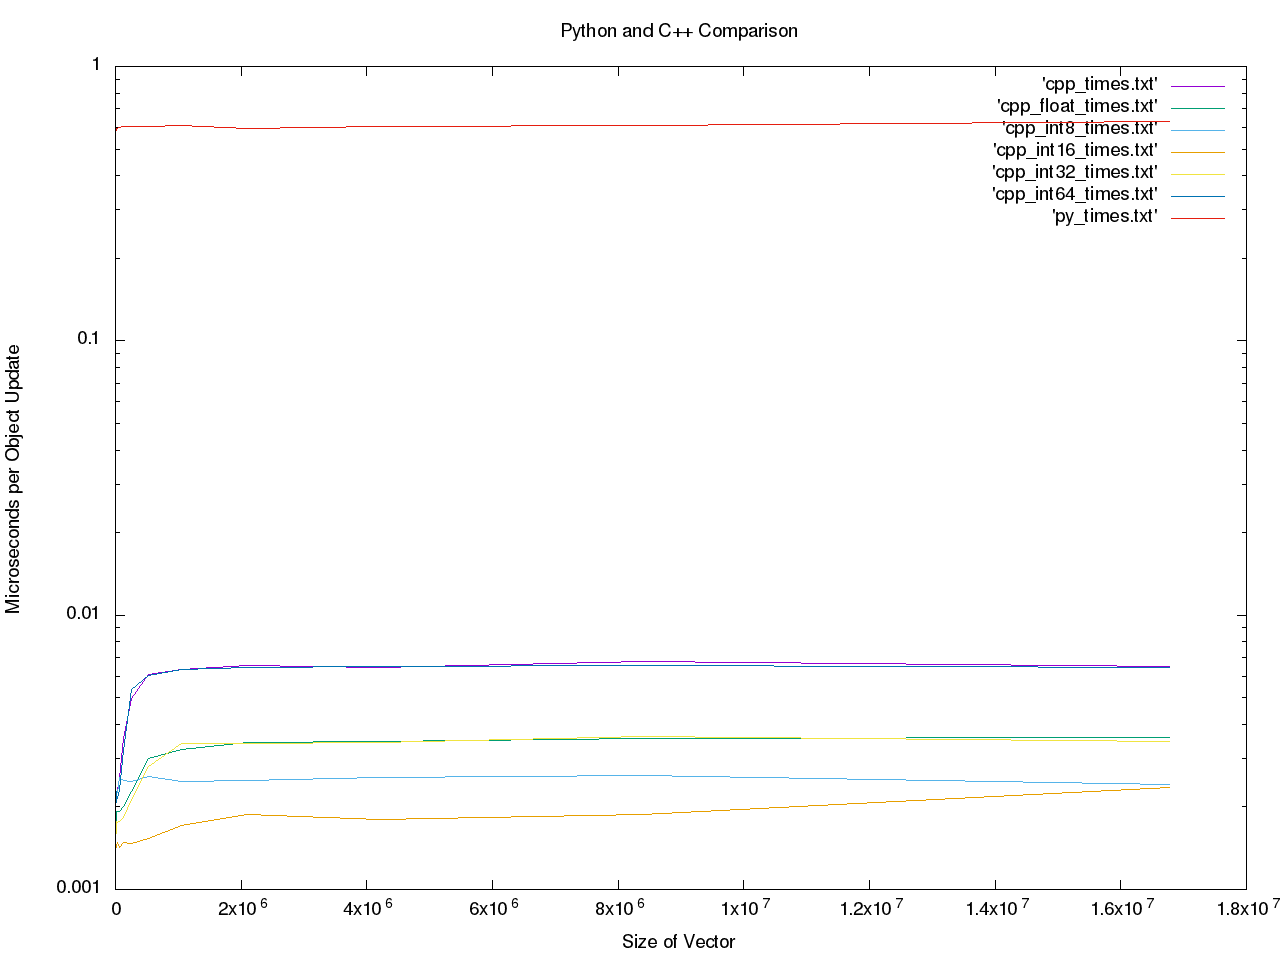 Python and C++ Comparison
1
'cpp_times.txt'
'cpp_float_times.txt'
'cpp_int8_times.txt'
'cpp_int16_times.txt'
'cpp_int32_times.txt'
'cpp_int64_times.txt'
'py_times.txt'
0.1
Microseconds per Object Update
0.01
0.001
0 2x10^6 4x10^6 6x10^6 8x10^6 1x10^7 1.2x10^7 1.4x10^7 1.6x10^7 1.8x10^7
Size of Vector